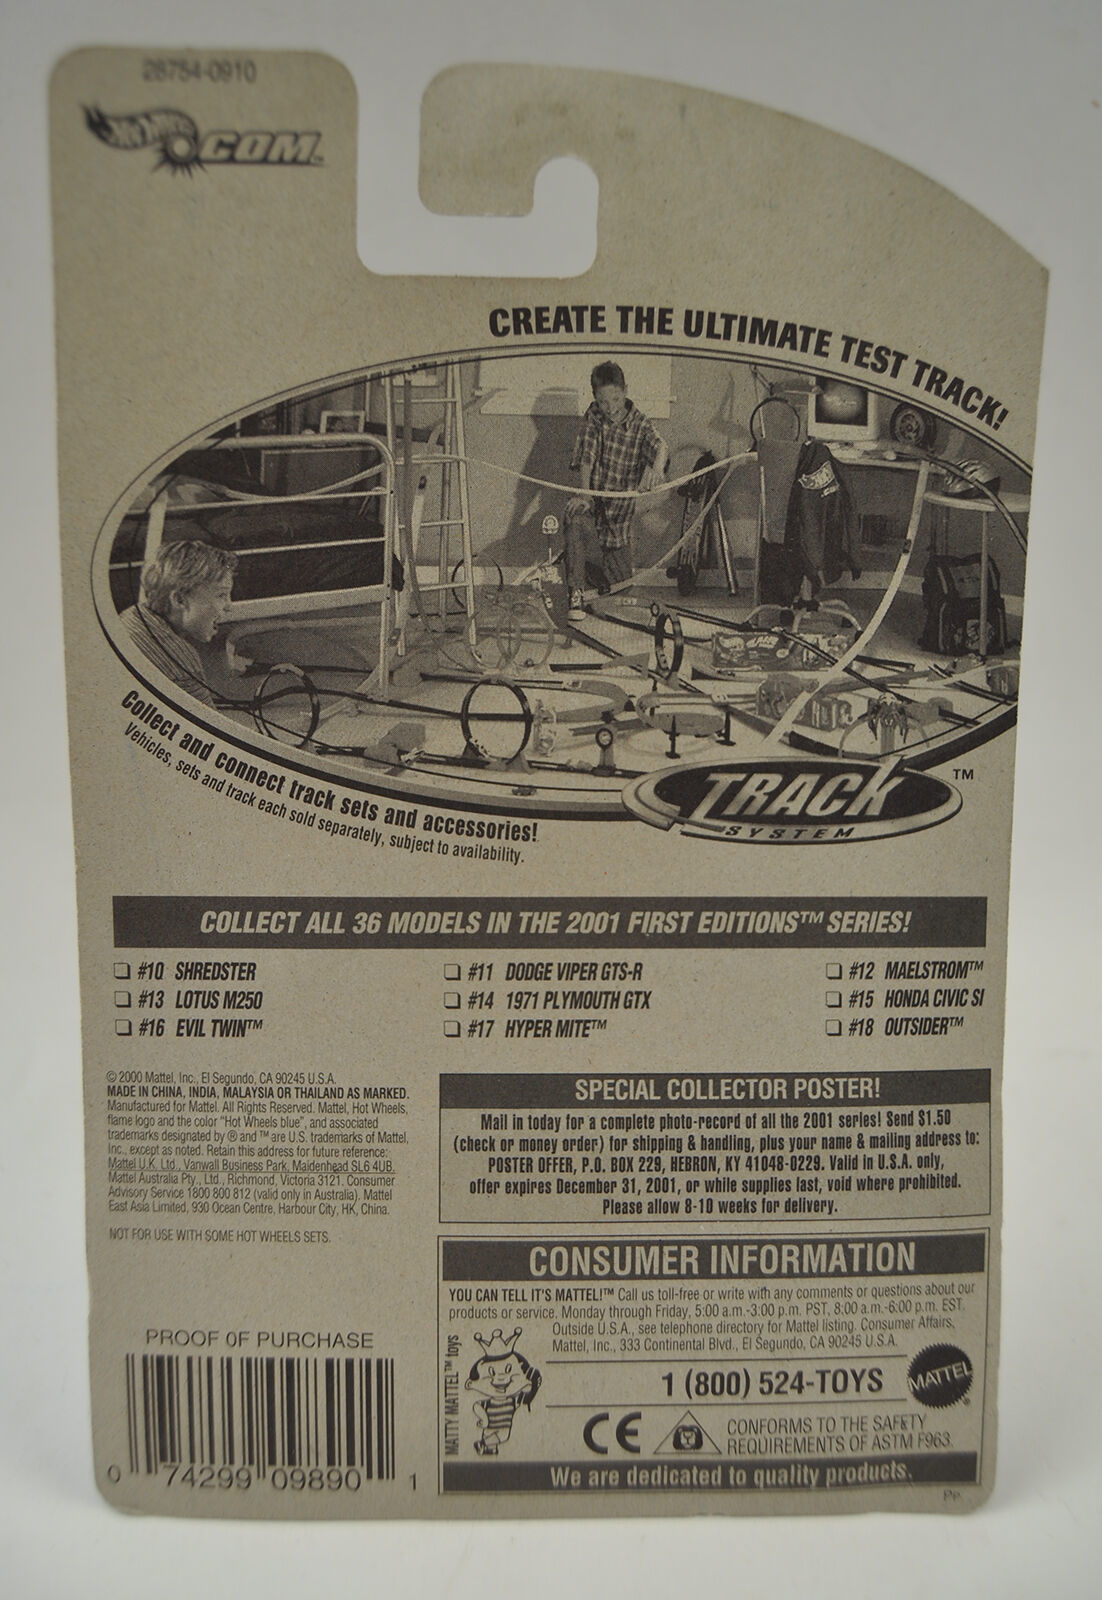 28754-0910
Hot Wheels .COM™
CREATE THE ULTIMATE TEST TRACK!
Collect and connect track sets and accessories!
Vehicles, sets and track each sold separately, subject to availability.
TRACK ™
SYSTEM
COLLECT ALL 36 MODELS IN THE 2001 FIRST EDITIONS™ SERIES!
❏ #10 SHREDSTER ❏ #11 DODGE VIPER GTS-R ❏ #12 MAELSTROM™
❏ #13 LOTUS M250 ❏ #14 1971 PLYMOUTH GTX ❏ #15 HONDA CIVIC SI
❏ #16 EVIL TWIN™ ❏ #17 HYPER MITE™ ❏ #18 OUTSIDER™
© 2000 Mattel, Inc., El Segundo, CA 90245 U.S.A.
MADE IN CHINA, INDIA, MALAYSIA OR THAILAND AS MARKED.
Manufactured for Mattel. All Rights Reserved. Mattel, Hot Wheels,
flame logo and the color "Hot Wheels blue", and associated
trademarks designated by ® and ™ are U.S. trademarks of Mattel,
Inc., except as noted. Retain this address for future reference:
Mattel U.K. Ltd., Vanwall Business Park, Maidenhead SL6 4UB.
Mattel Australia Pty., Ltd., Richmond, Victoria 3121. Consumer
Advisory Service 1800 800 812 (valid only in Australia). Mattel
East Asia Limited, 930 Ocean Centre, Harbour City, HK, China.
NOT FOR USE WITH SOME HOT WHEELS SETS.
SPECIAL COLLECTOR POSTER!
Mail in today for a complete photo-record of all the 2001 series! Send $1.50
(check or money order) for shipping & handling, plus your name & mailing address to:
POSTER OFFER, P.O. BOX 229, HEBRON, KY 41048-0229. Valid in U.S.A. only,
offer expires December 31, 2001, or while supplies last, void where prohibited.
Please allow 8-10 weeks for delivery.
CONSUMER INFORMATION
YOU CAN TELL IT'S MATTEL!™ Call us toll-free or write with any comments or questions about our
products or service. Monday through Friday, 5:00 a.m.-3:00 p.m. PST, 8:00 a.m.-6:00 p.m. EST.
Outside U.S.A., see telephone directory for Mattel listing. Consumer Affairs,
Mattel, Inc., 333 Continental Blvd., El Segundo, CA 90245 U.S.A.
MATTY MATTEL™ toys
1 (800) 524-TOYS
MATTEL®
CE
CONFORMS TO THE SAFETY
REQUIREMENTS OF ASTM F963.
We are dedicated to quality products.
PROOF OF PURCHASE
0 74299 09890 1
PP